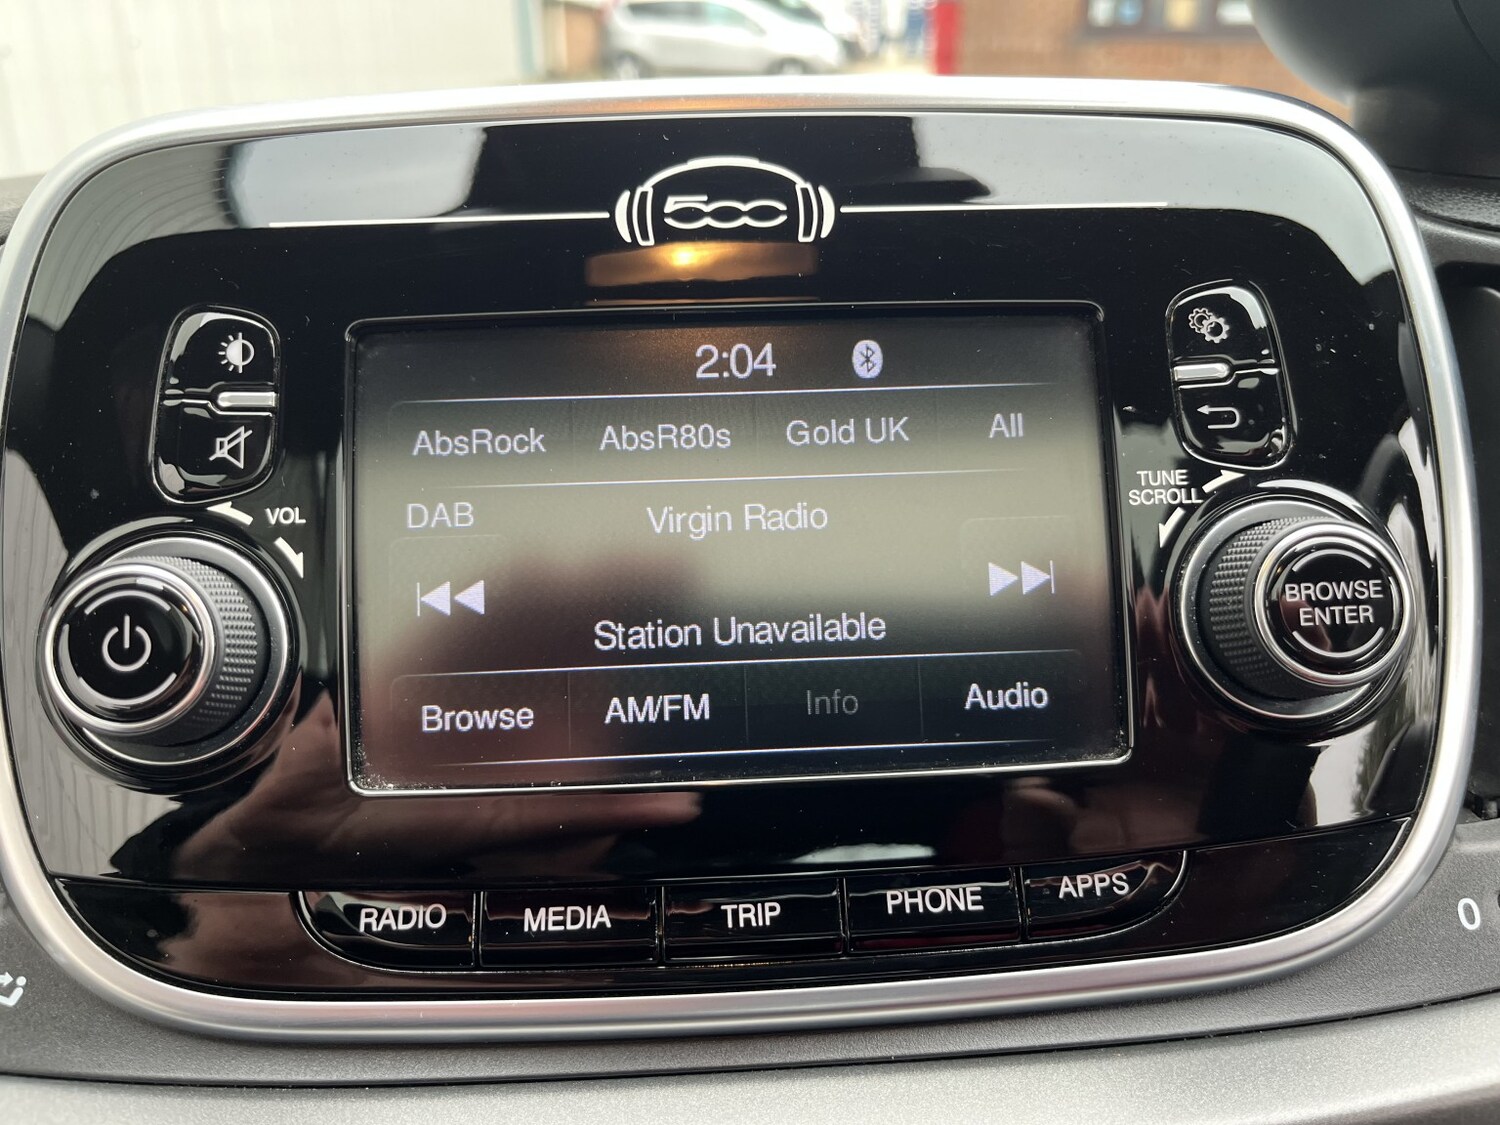 500
2:04
AbsRock AbsR80s Gold UK All
DAB Virgin Radio
Station Unavailable
Browse AM/FM Info Audio
VOL
TUNE
SCROLL
BROWSE
ENTER
RADIO MEDIA TRIP PHONE APPS
0